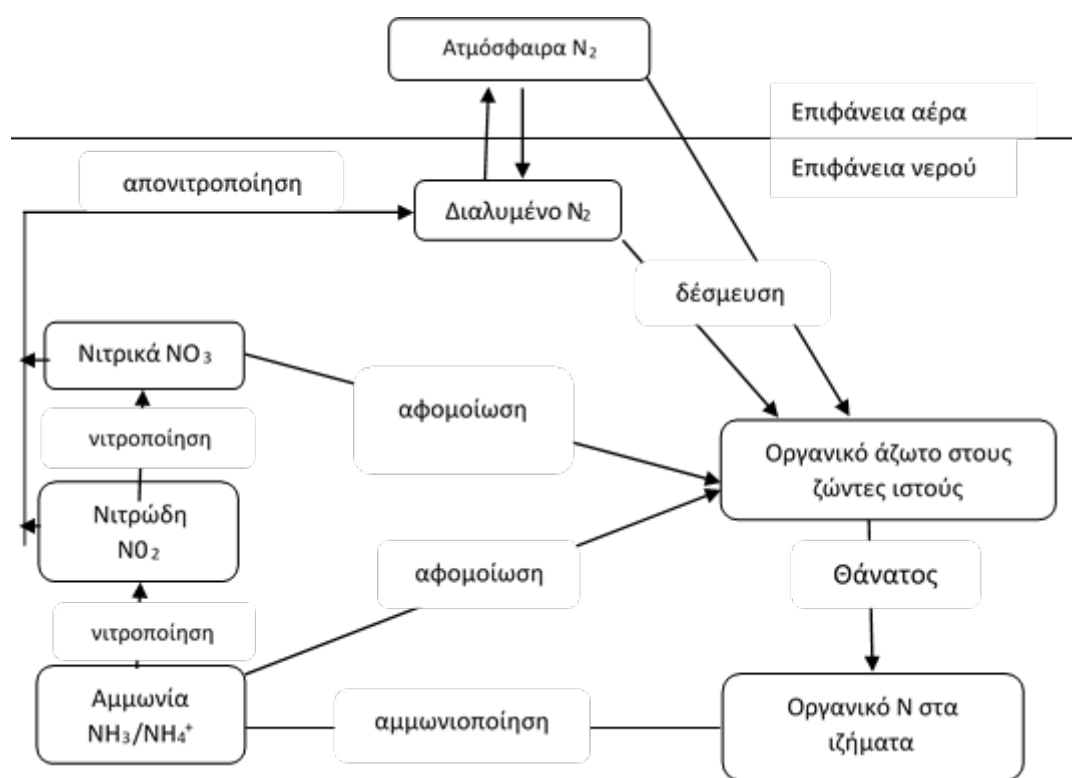 Ατμόσφαιρα N₂
Επιφάνεια αέρα
Επιφάνεια νερού
απονιτροποίηση
Διαλυμένο N₂
δέσμευση
Νιτρικά NO₃
αφομοίωση
νιτροποίηση
Οργανικό άζωτο στους
ζώντες ιστούς
Νιτρώδη
N0₂
αφομοίωση
Θάνατος
νιτροποίηση
Αμμωνία
NH₃/NH₄⁺
αμμωνιοποίηση
Οργανικό N στα
ιζήματα